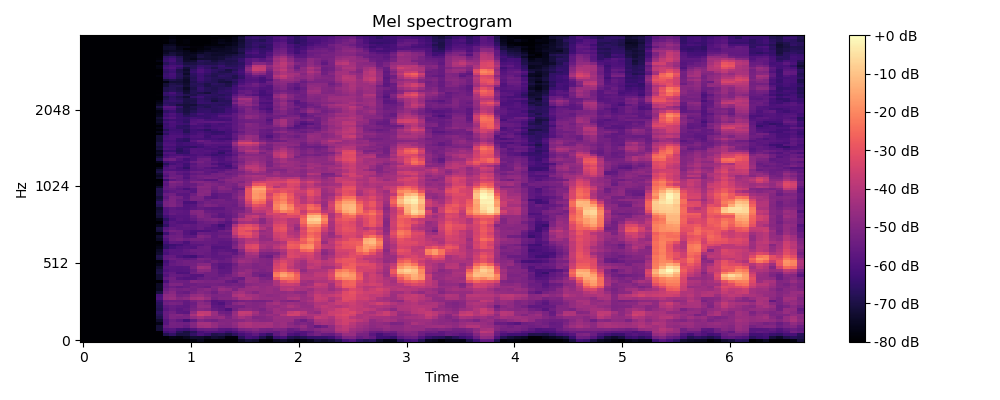 Mel spectrogram
Hz
2048
1024
512
0
0 1 2 3 4 5 6
Time
+0 dB
-10 dB
-20 dB
-30 dB
-40 dB
-50 dB
-60 dB
-70 dB
-80 dB